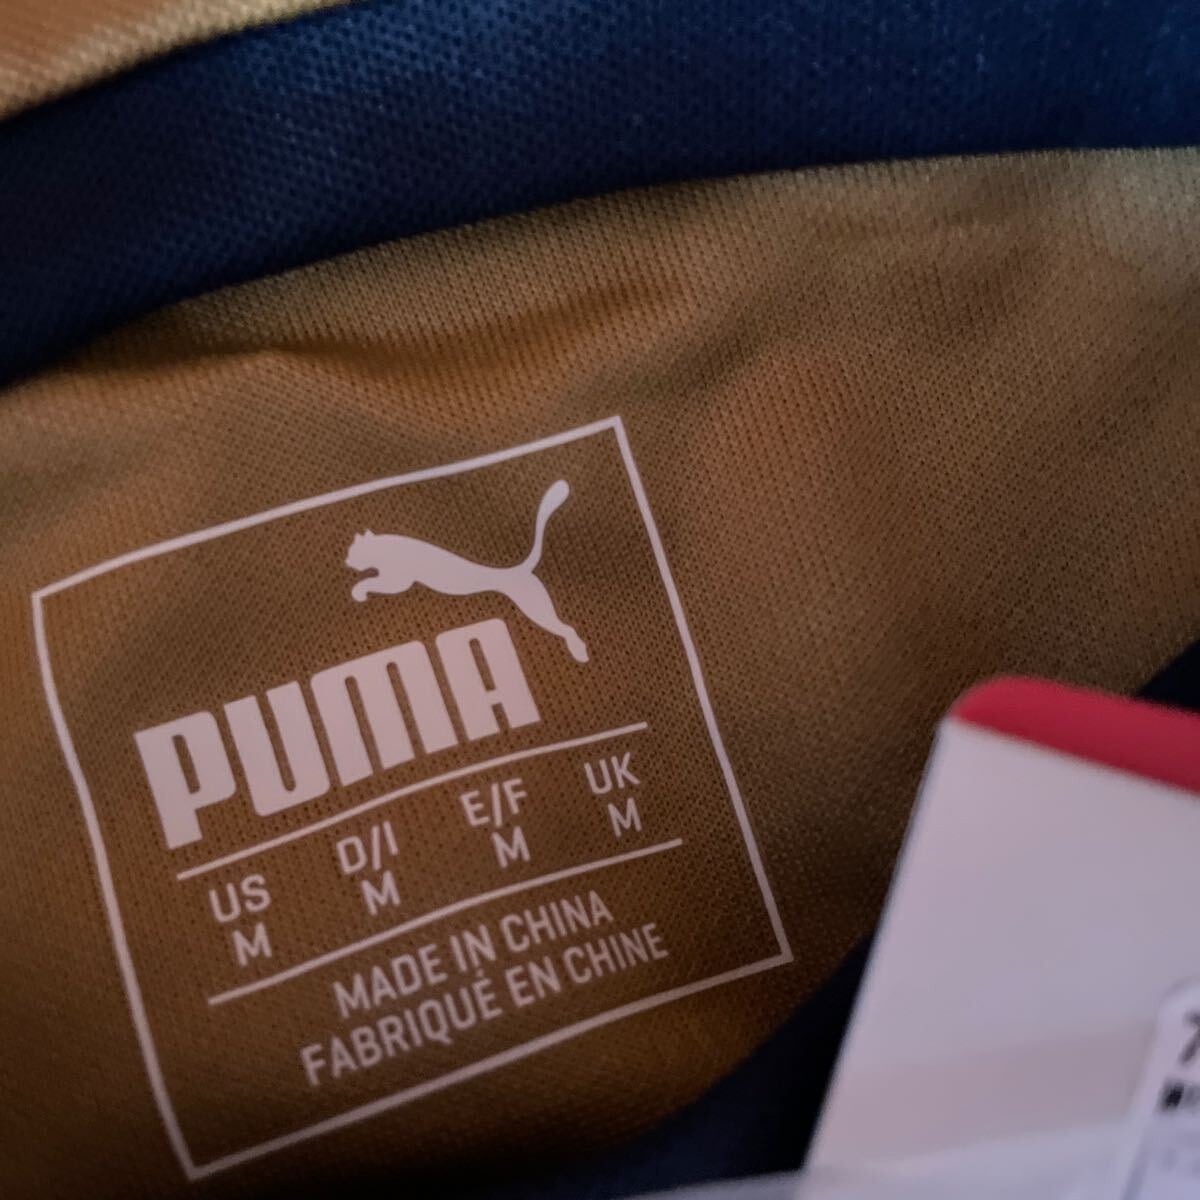 PUMA
US D/I E/F UK
M M M M
MADE IN CHINA
FABRIQUÉ EN CHINE